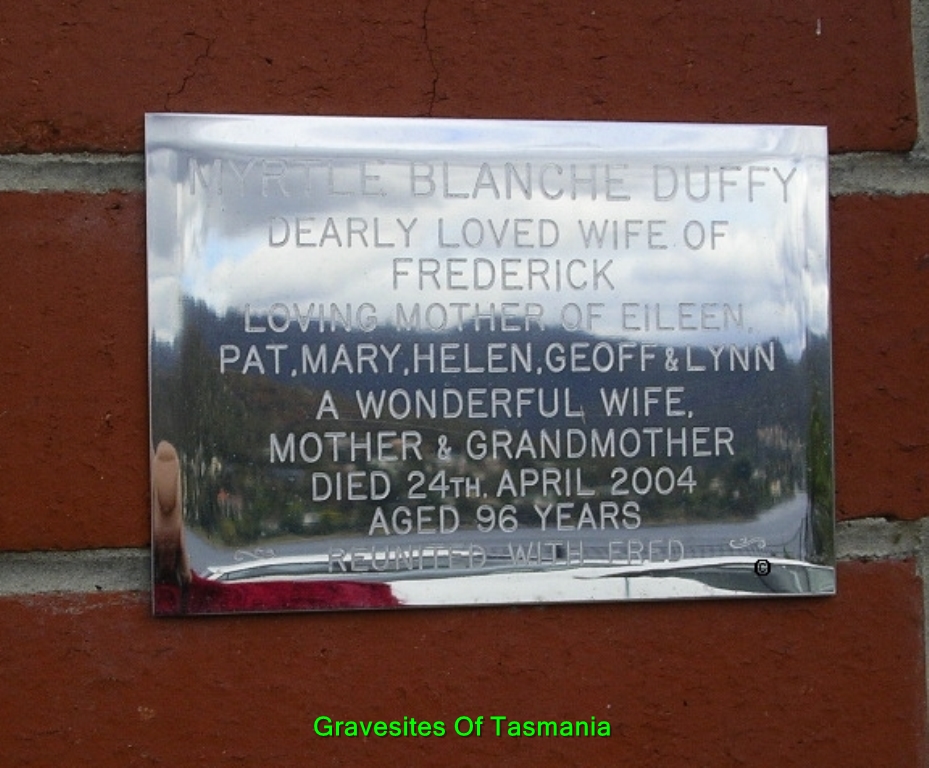 MYRTLE BLANCHE DUFFY
DEARLY LOVED WIFE OF
FREDERICK
LOVING MOTHER OF EILEEN,
PAT, MARY, HELEN, GEOFF & LYNN
A WONDERFUL WIFE,
MOTHER & GRANDMOTHER
DIED 24TH. APRIL 2004
AGED 96 YEARS
REUNITED WITH FRED
©
Gravesites Of Tasmania